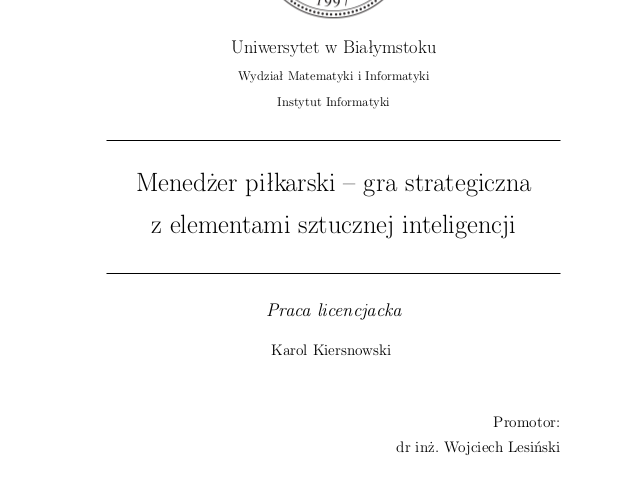 1997
Uniwersytet w Białymstoku
Wydział Matematyki i Informatyki
Instytut Informatyki
Menedżer piłkarski – gra strategiczna
z elementami sztucznej inteligencji
Praca licencjacka
Karol Kiersnowski
Promotor:
dr inż. Wojciech Lesiński